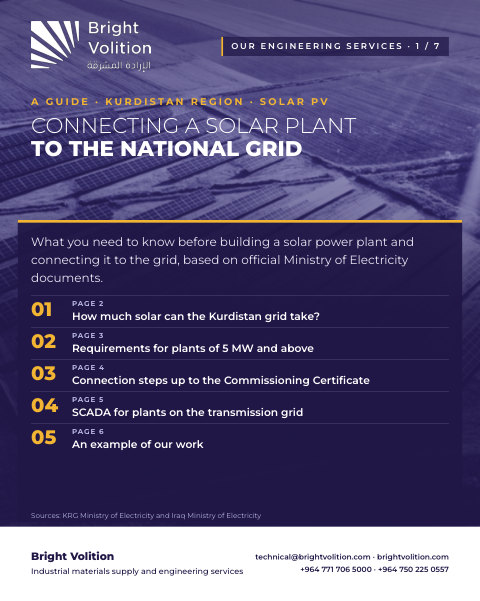 Bright
Volition
الإرادة المشرقة
OUR ENGINEERING SERVICES · 1 / 7
A GUIDE · KURDISTAN REGION · SOLAR PV
CONNECTING A SOLAR PLANT
TO THE NATIONAL GRID
What you need to know before building a solar power plant and
connecting it to the grid, based on official Ministry of Electricity
documents.
01
PAGE 2
How much solar can the Kurdistan grid take?
02
PAGE 3
Requirements for plants of 5 MW and above
03
PAGE 4
Connection steps up to the Commissioning Certificate
04
PAGE 5
SCADA for plants on the transmission grid
05
PAGE 6
An example of our work
Sources: KRG Ministry of Electricity and Iraq Ministry of Electricity
Bright Volition
Industrial materials supply and engineering services
technical@brightvolition.com · brightvolition.com
+964 771 706 5000 · +964 750 225 0557